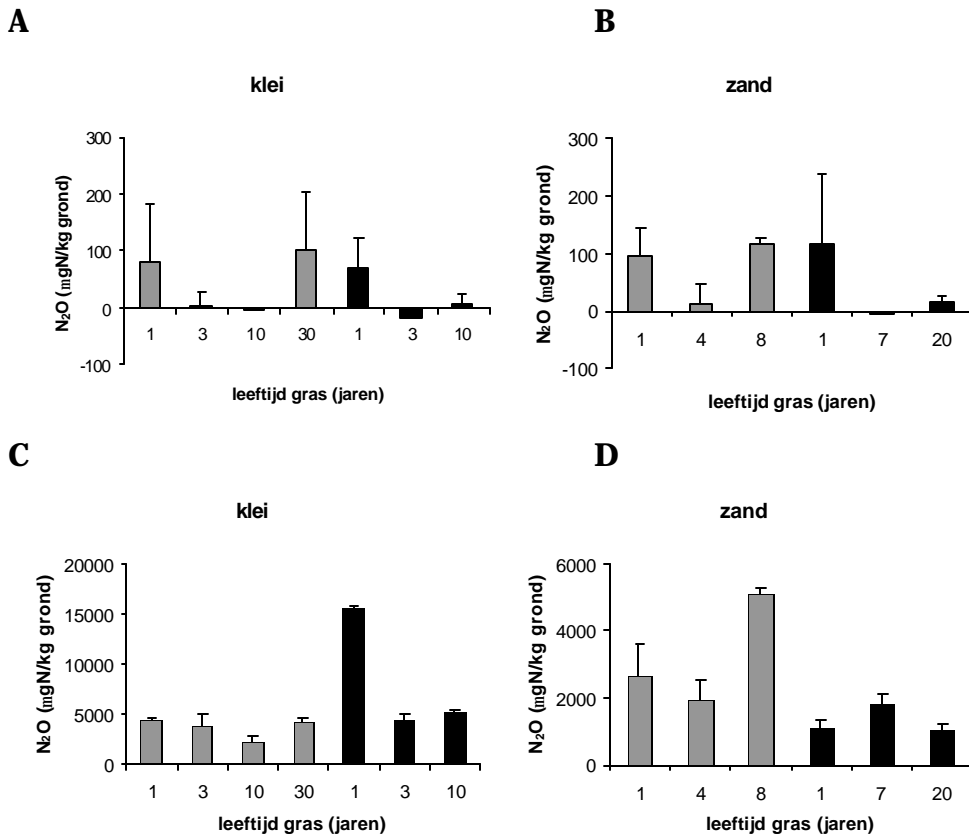 A
klei
N₂O (mgN/kg grond)
300
200
100
0
-100
1 3 10 30 1 3 10
leeftijd gras (jaren)
B
zand
N₂O (mgN/kg grond)
300
200
100
0
-100
1 4 8 1 7 20
leeftijd gras (jaren)
C
klei
N₂O (mgN/kg grond)
20000
15000
10000
5000
0
1 3 10 30 1 3 10
leeftijd gras (jaren)
D
zand
N₂O (mgN/kg grond)
6000
4000
2000
0
1 4 8 1 7 20
leeftijd gras (jaren)